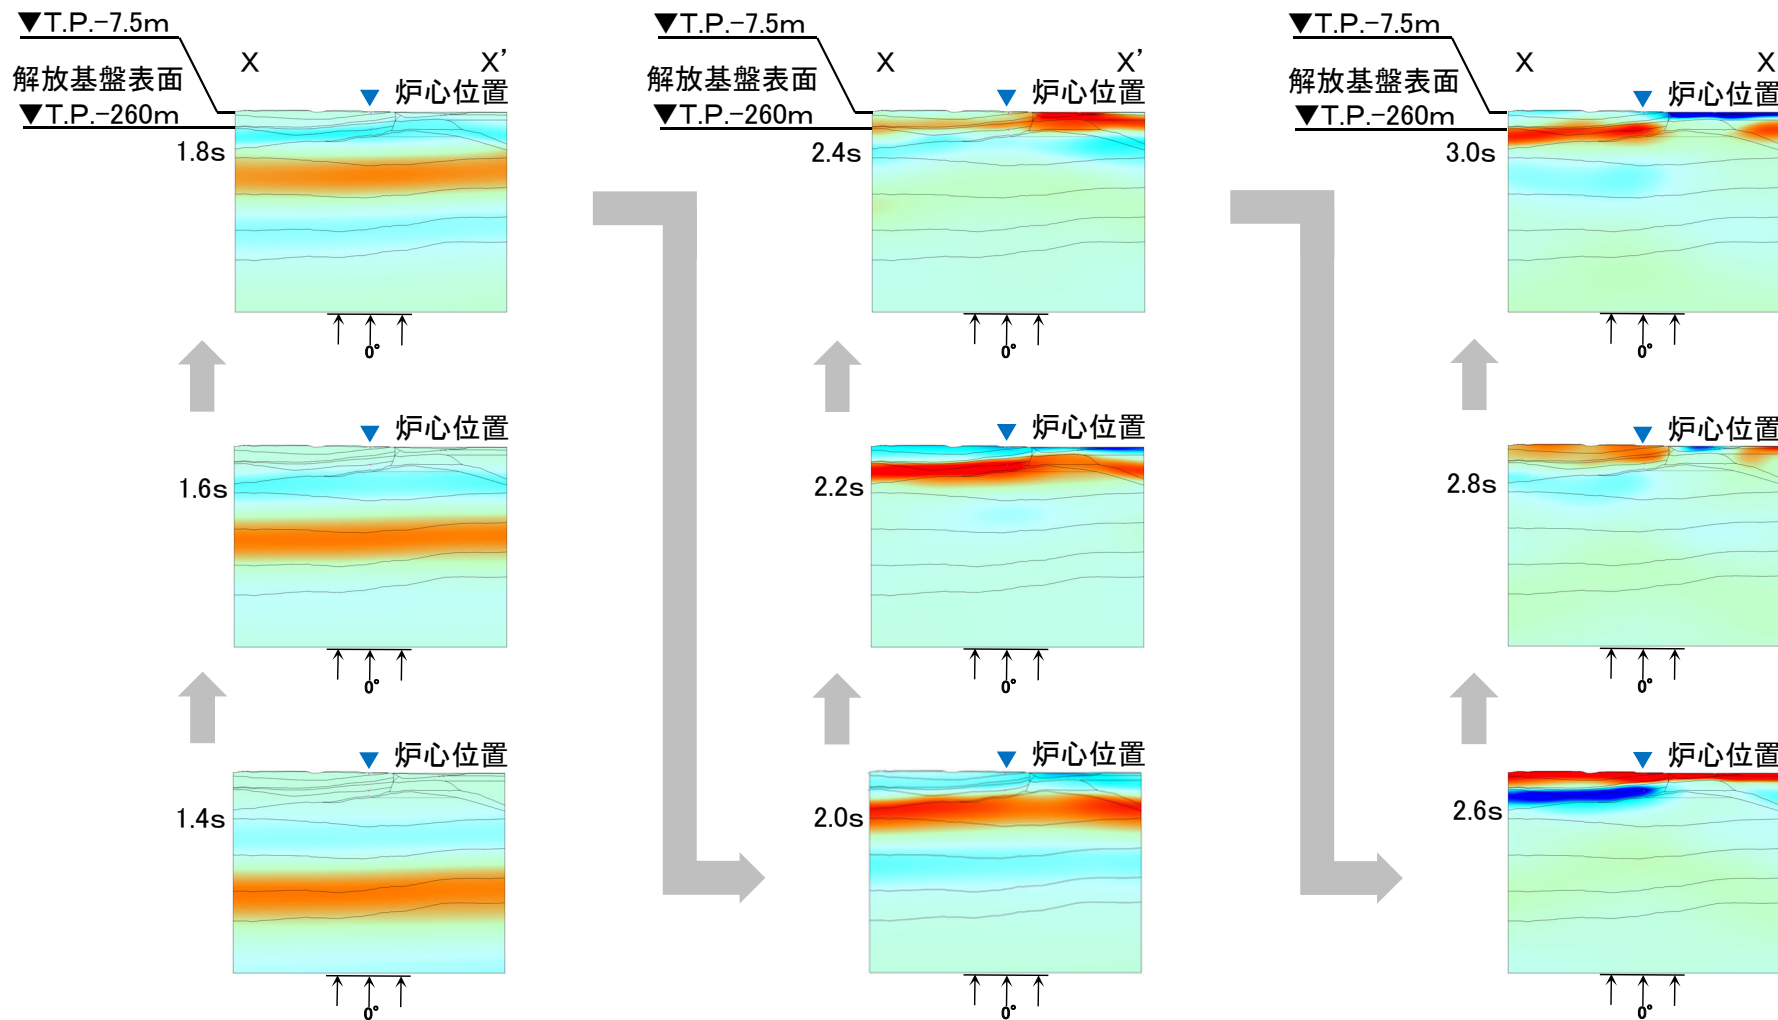 ▼T.P.-7.5m
X
X'
解放基盤表面
▼ 炉心位置
▼T.P.-260m
1.8s
0°
▼ 炉心位置
1.6s
0°
▼ 炉心位置
1.4s
0°
▼T.P.-7.5m
X
X'
解放基盤表面
▼ 炉心位置
▼T.P.-260m
2.4s
0°
▼ 炉心位置
2.2s
0°
▼ 炉心位置
2.0s
0°
▼T.P.-7.5m
X
X
解放基盤表面
▼ 炉心位置
▼T.P.-260m
3.0s
0°
▼ 炉心位置
2.8s
0°
▼ 炉心位置
2.6s
0°